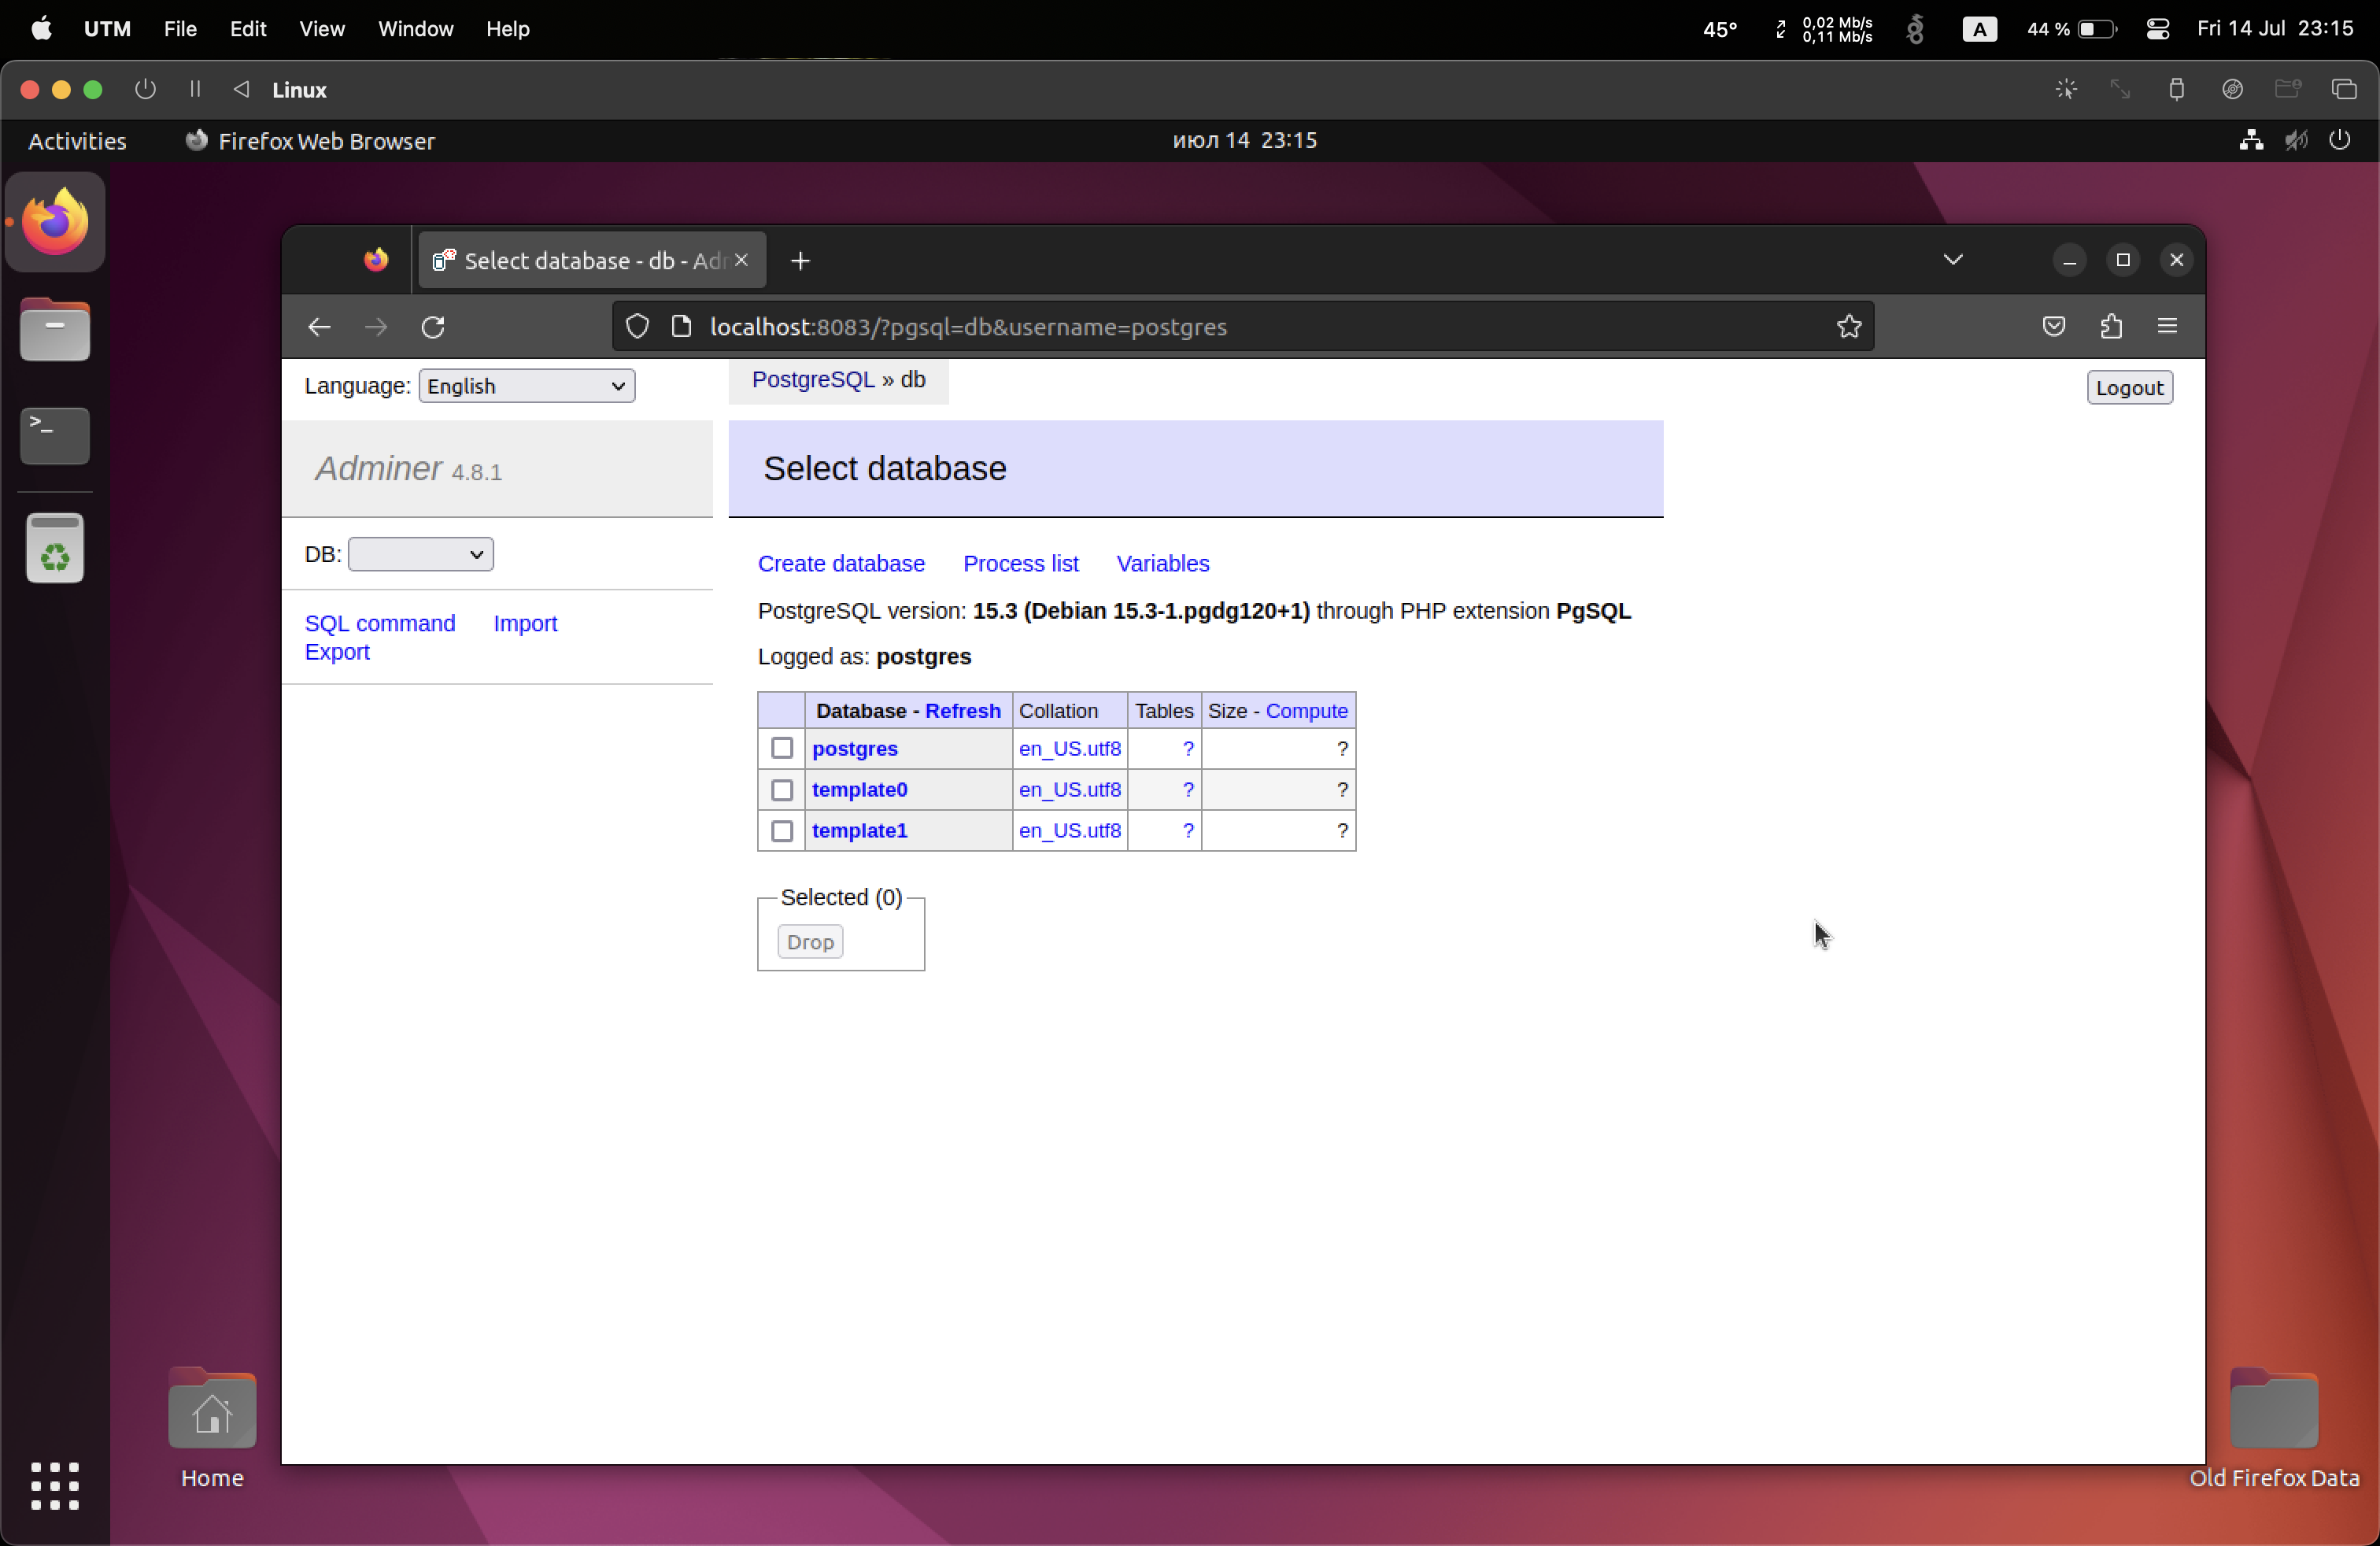 UTM File Edit View Window Help
45° 0,02 Mb/s 0,11 Mb/s A 44 % Fri 14 Jul 23:15
Linux
Activities Firefox Web Browser июл 14 23:15
Select database - db - Adr
localhost:8083/?pgsql=db&username=postgres
Language: English
PostgreSQL » db
Logout
Adminer 4.8.1
Select database
DB:
Create database Process list Variables
SQL command Import
Export
PostgreSQL version: 15.3 (Debian 15.3-1.pgdg120+1) through PHP extension PgSQL
Logged as: postgres
Database - Refresh Collation Tables Size - Compute
postgres en_US.utf8 ? ?
template0 en_US.utf8 ? ?
template1 en_US.utf8 ? ?
Selected (0)
Drop
Home
Old Firefox Data